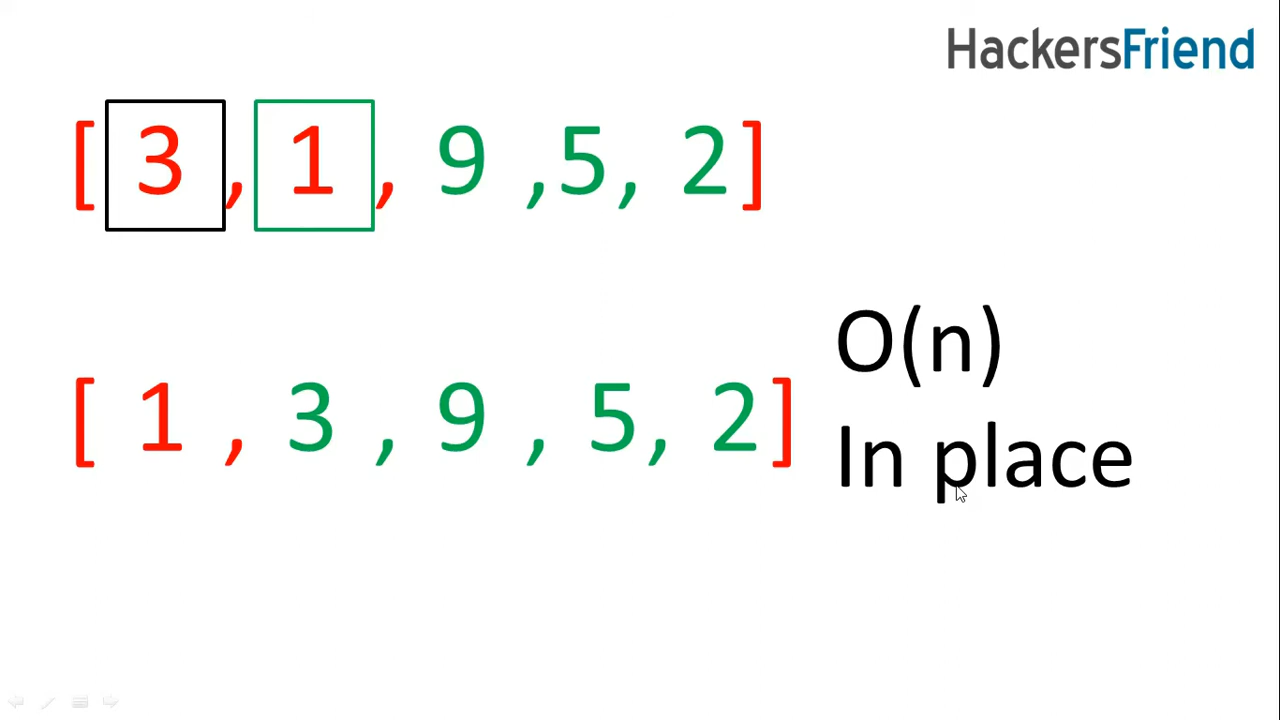 HackersFriend
[ 3 , 1 , 9 ,5, 2]
O(n)
[ 1 , 3 , 9 , 5, 2]
In place